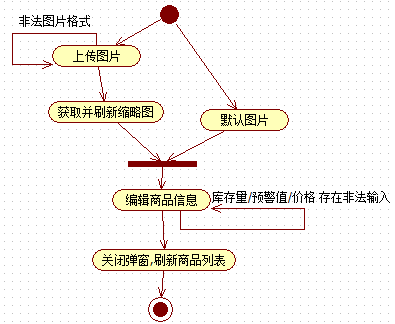 非法图片格式
上传图片
获取并刷新缩略图
默认图片
编辑商品信息
库存量/预警值/价格 存在非法输入
关闭弹窗,刷新商品列表